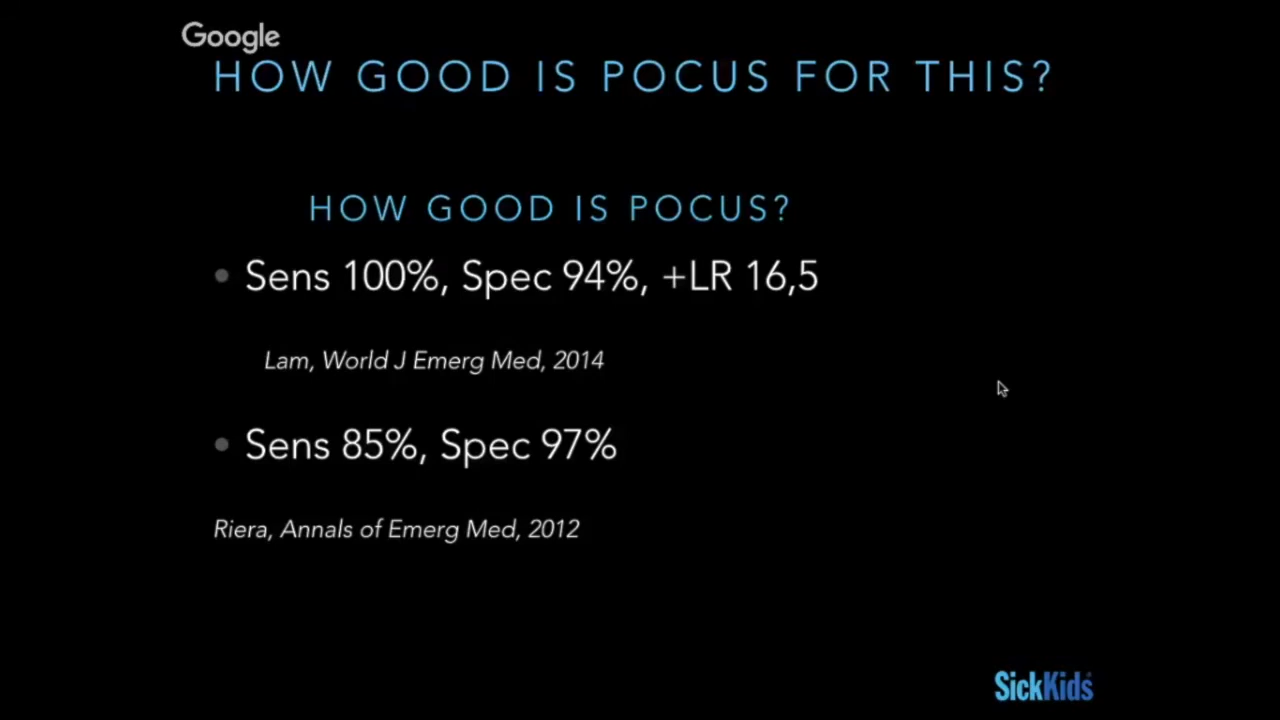 Google
HOW GOOD IS POCUS FOR THIS?
HOW GOOD IS POCUS?
• Sens 100%, Spec 94%, +LR 16,5
Lam, World J Emerg Med, 2014
• Sens 85%, Spec 97%
Riera, Annals of Emerg Med, 2012
SickKids